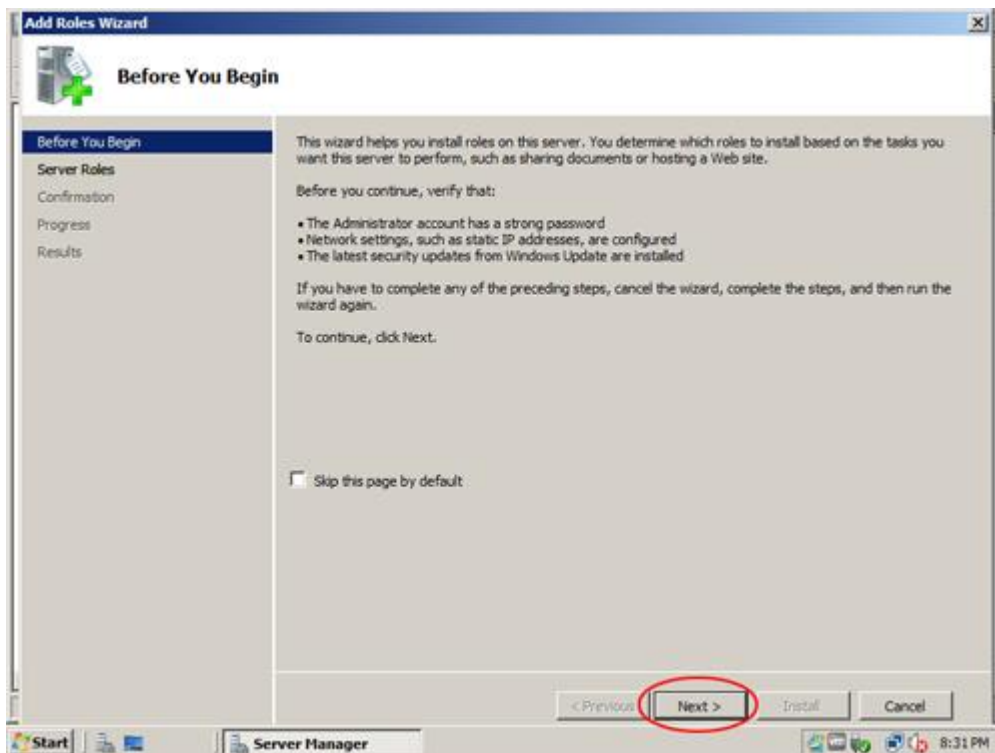 Add Roles Wizard
Before You Begin
Before You Begin
Server Roles
Confirmation
Progress
Results
This wizard helps you install roles on this server. You determine which roles to install based on the tasks you
want this server to perform, such as sharing documents or hosting a Web site.
Before you continue, verify that:
• The Administrator account has a strong password
• Network settings, such as static IP addresses, are configured
• The latest security updates from Windows Update are installed
If you have to complete any of the preceding steps, cancel the wizard, complete the steps, and then run the
wizard again.
To continue, click Next.
Skip this page by default
< Previous Next > Install Cancel
Start Server Manager 8:31 PM